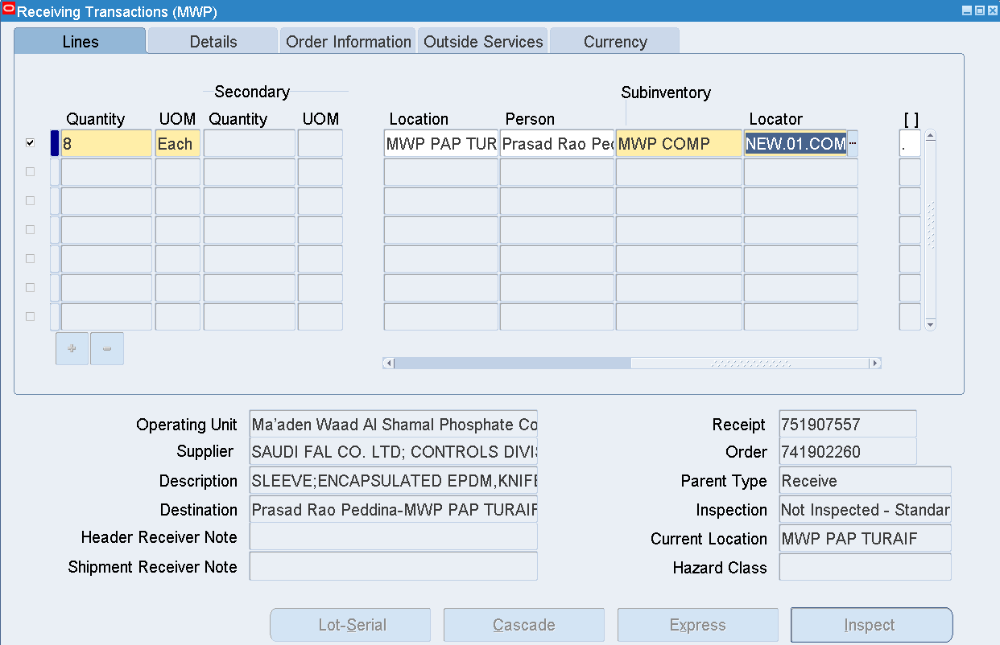 Receiving Transactions (MWP)
Lines Details Order Information Outside Services Currency
Secondary Subinventory
Quantity UOM Quantity UOM Location Person Locator [ ]
8 Each MWP PAP TUR Prasad Rao Ped MWP COMP NEW.01.COM .
Operating Unit Ma'aden Waad Al Shamal Phosphate Co Receipt 751907557
Supplier SAUDI FAL CO. LTD; CONTROLS DIVIS Order 741902260
Description SLEEVE;ENCAPSULATED EPDM,KNIFE Parent Type Receive
Destination Prasad Rao Peddina-MWP PAP TURAIF Inspection Not Inspected - Standar
Header Receiver Note Current Location MWP PAP TURAIF
Shipment Receiver Note Hazard Class
Lot-Serial Cascade Express Inspect